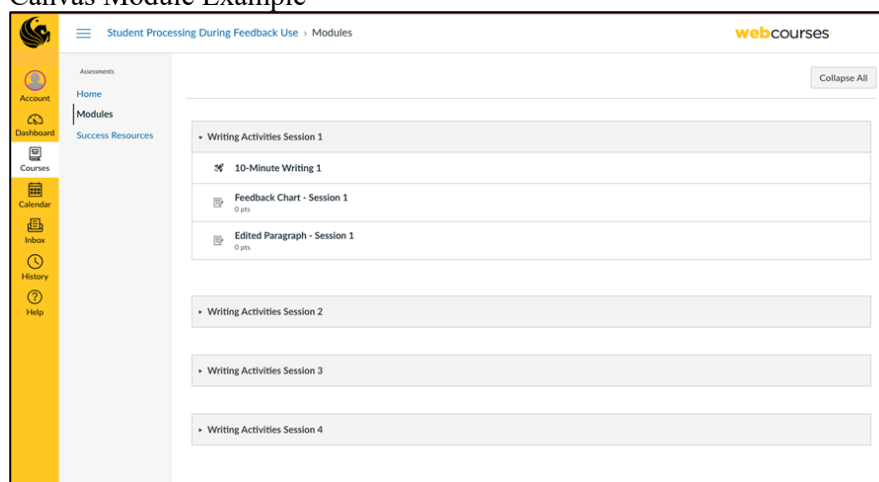 Canvas Module Example
Student Processing During Feedback Use > Modules
webcourses
Account
Dashboard
Courses
Calendar
Inbox
History
Help
Assessments
Home
Modules
Success Resources
Collapse All
Writing Activities Session 1
10-Minute Writing 1
Feedback Chart - Session 1
0 pts
Edited Paragraph - Session 1
0 pts
Writing Activities Session 2
Writing Activities Session 3
Writing Activities Session 4